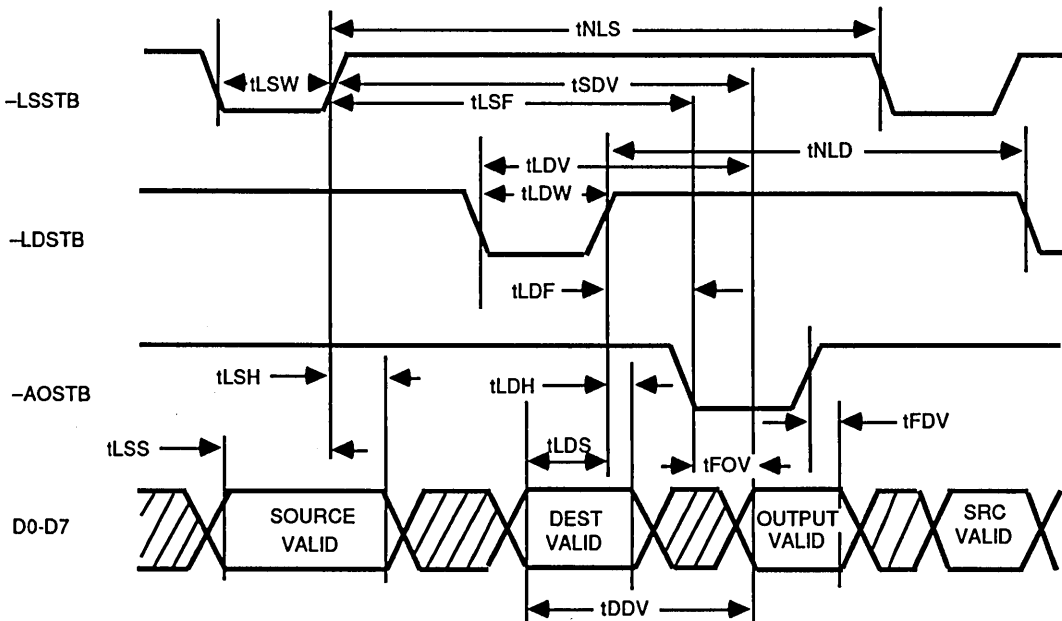 tNLS
tLSW
tSDV
–LSSTB
tLSF
tNLD
tLDV
tLDW
–LDSTB
tLDF
tLSH
tLDH
–AOSTB
tFDV
tLSS
tLDS
tFOV
D0-D7
SOURCE
VALID
DEST
VALID
OUTPUT
VALID
SRC
VALID
tDDV